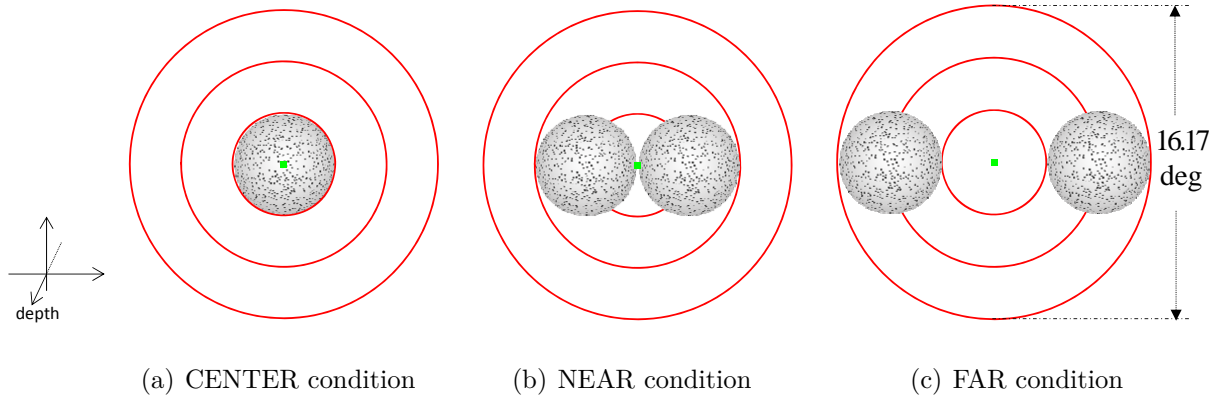 16.17
deg
depth
(a) CENTER condition
(b) NEAR condition
(c) FAR condition